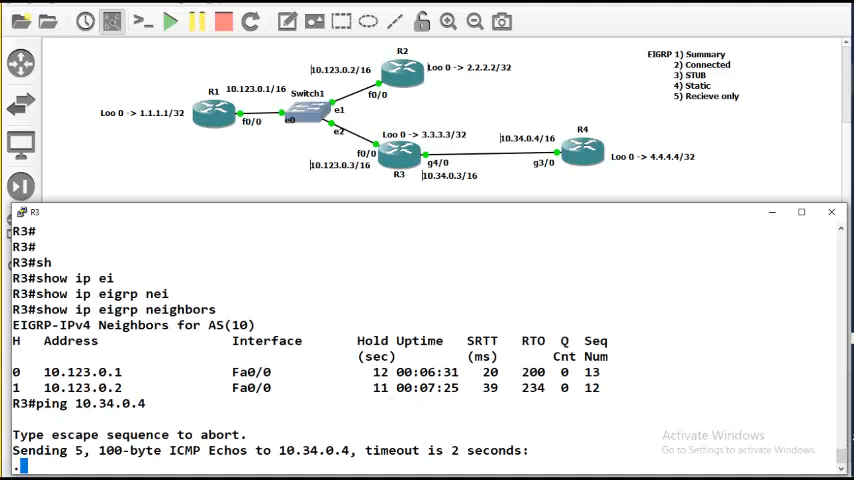 R2
10.123.0.2/16
Loo 0 -> 2.2.2.2/32
EIGRP 1) Summary
2) Connected
3) STUB
4) Static
5) Recieve only
R1
10.123.0.1/16
Switch1
f0/0
e1
Loo 0 -> 1.1.1.1/32
f0/0
e0
e2
Loo 0 -> 3.3.3.3/32
10.34.0.4/16
R4
f0/0
g4/0
g3/0
Loo 0 -> 4.4.4.4/32
10.123.0.3/16
R3
10.34.0.3/16
R3
R3#
R3#
R3#sh
R3#show ip ei
R3#show ip eigrp nei
R3#show ip eigrp neighbors
EIGRP-IPv4 Neighbors for AS(10)
H Address Interface Hold Uptime SRTT RTO Q Seq
(sec) (ms) Cnt Num
0 10.123.0.1 Fa0/0 12 00:06:31 20 200 0 13
1 10.123.0.2 Fa0/0 11 00:07:25 39 234 0 12
R3#ping 10.34.0.4
Type escape sequence to abort.
Sending 5, 100-byte ICMP Echos to 10.34.0.4, timeout is 2 seconds:
.
Activate Windows
Go to Settings to activate Windows.